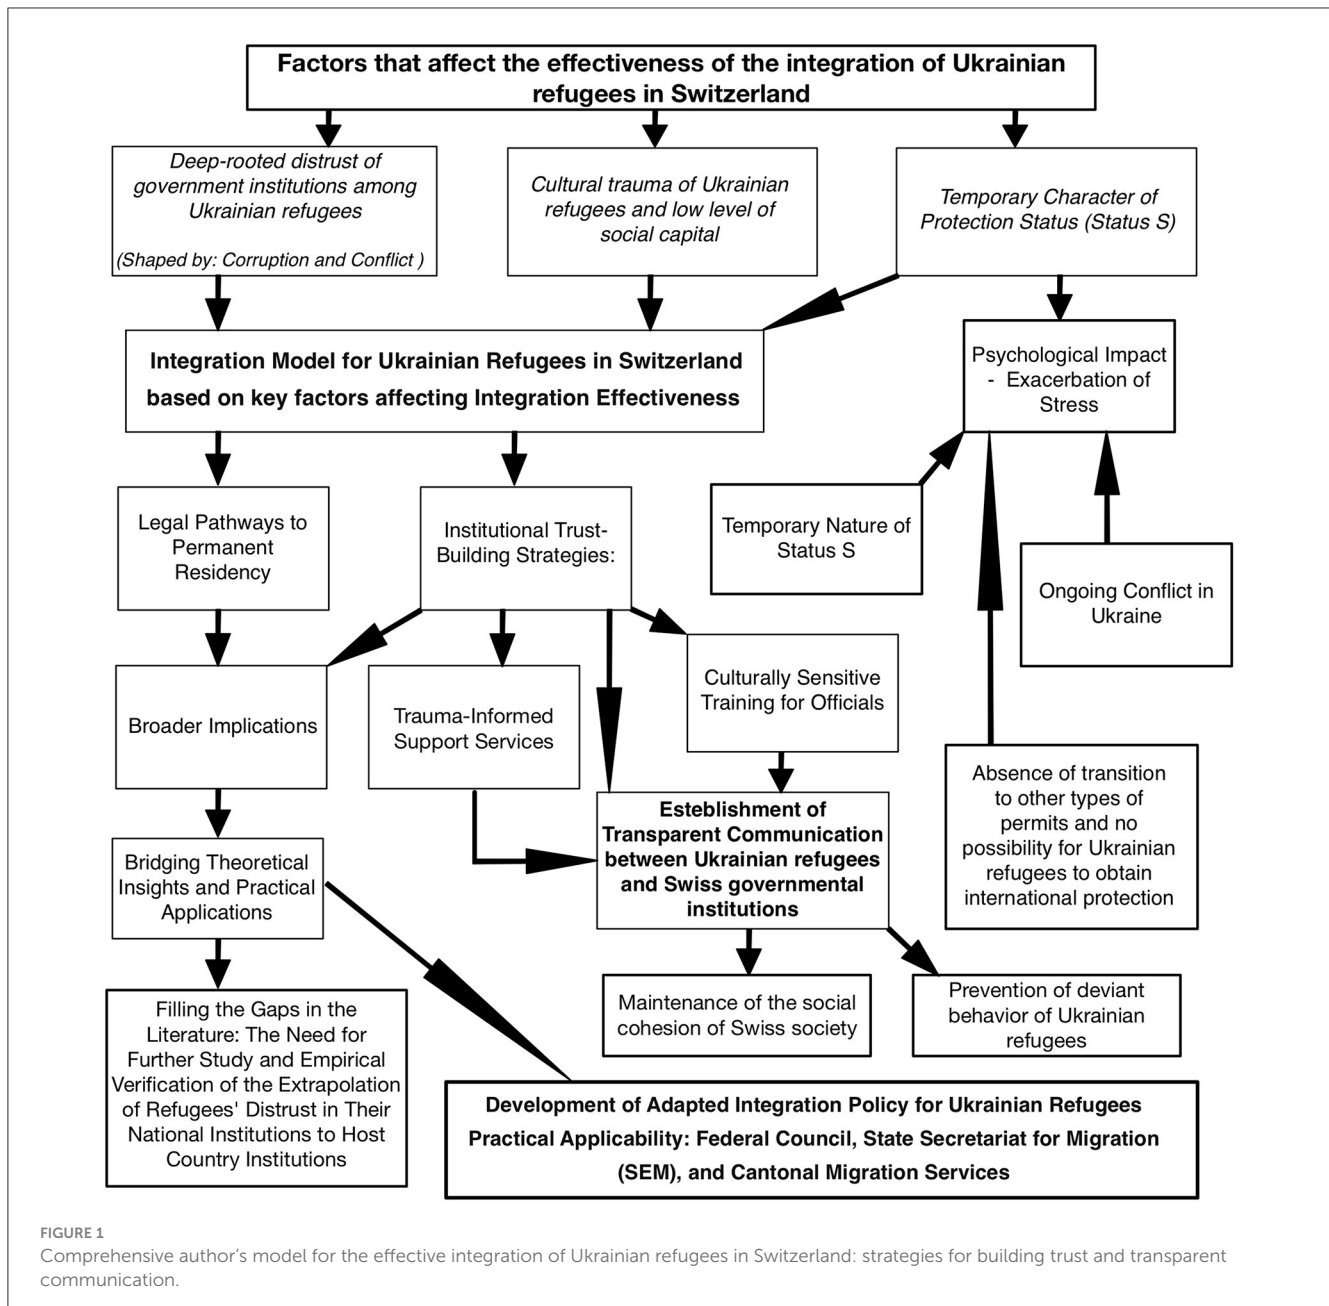 Factors that affect the effectiveness of the integration of Ukrainian
refugees in Switzerland
Deep-rooted distrust of
government institutions among
Ukrainian refugees
(Shaped by: Corruption and Conflict )
Cultural trauma of Ukrainian
refugees and low level of
social capital
Temporary Character of
Protection Status (Status S)
Integration Model for Ukrainian Refugees in Switzerland
based on key factors affecting Integration Effectiveness
Psychological Impact
- Exacerbation of
Stress
Legal Pathways to
Permanent
Residency
Institutional Trust-
Building Strategies:
Temporary Nature of
Status S
Ongoing Conflict in
Ukraine
Broader Implications
Trauma-Informed
Support Services
Culturally Sensitive
Training for Officials
Absence of transition
to other types of
permits and no
possibility for Ukrainian
refugees to obtain
international protection
Esteblishment of
Transparent Communication
between Ukrainian refugees
and Swiss governmental
institutions
Bridging Theoretical
Insights and Practical
Applications
Maintenance of the social
cohesion of Swiss society
Prevention of deviant
behavior of Ukrainian
refugees
Filling the Gaps in the
Literature: The Need for
Further Study and Empirical
Verification of the Extrapolation
of Refugees' Distrust in Their
National Institutions to Host
Country Institutions
Development of Adapted Integration Policy for Ukrainian Refugees
Practical Applicability: Federal Council, State Secretariat for Migration
(SEM), and Cantonal Migration Services
FIGURE 1
Comprehensive author's model for the effective integration of Ukrainian refugees in Switzerland: strategies for building trust and transparent
communication.